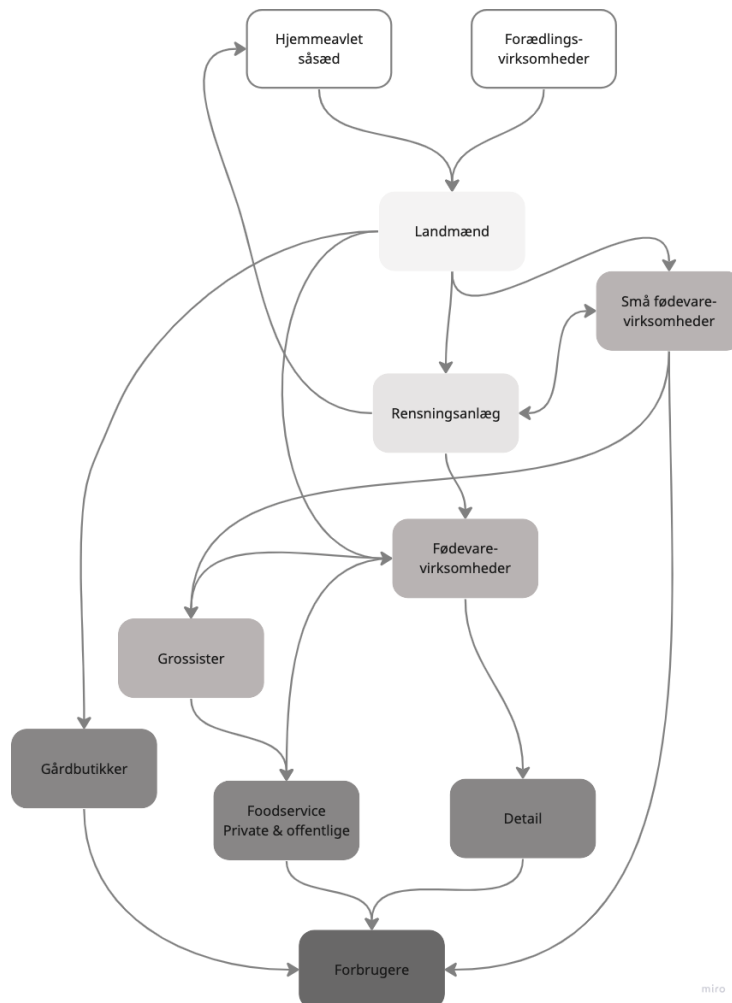 Hjemmeavlet
såsæd
Forædlings-
virksomheder
Landmænd
Små fødevare-
virksomheder
Rensningsanlæg
Fødevare-
virksomheder
Grossister
Gårdbutikker
Foodservice
Private & offentlige
Detail
Forbrugere
miro